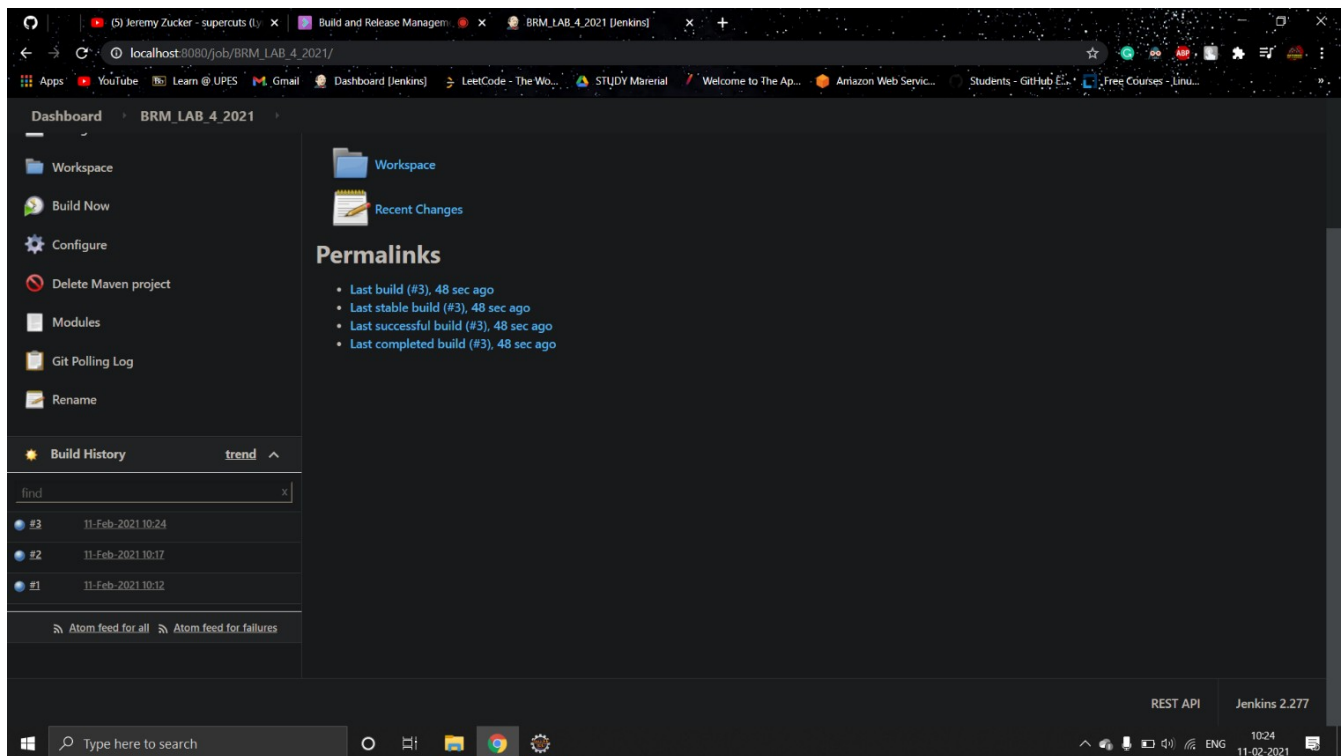 (5) Jeremy Zucker - supercuts (Ly
Build and Release Managem
BRM_LAB_4_2021 [Jenkins]
localhost:8080/job/BRM_LAB_4_2021/
Apps YouTube Learn @ UPES Gmail Dashboard [Jenkins] LeetCode - The Wo... STUDY Marerial Welcome to The Ap... Amazon Web Servic... Students - GitHub E... Free Courses - Linu... »
Dashboard BRM_LAB_4_2021
Workspace
Build Now
Configure
Delete Maven project
Modules
Git Polling Log
Rename
Build History trend
find x
#3 11-Feb-2021 10:24
#2 11-Feb-2021 10:17
#1 11-Feb-2021 10:12
Atom feed for all Atom feed for failures
Workspace
Recent Changes
Permalinks
• Last build (#3), 48 sec ago
• Last stable build (#3), 48 sec ago
• Last successful build (#3), 48 sec ago
• Last completed build (#3), 48 sec ago
REST API Jenkins 2.277
Type here to search
ENG
10:24
11-02-2021